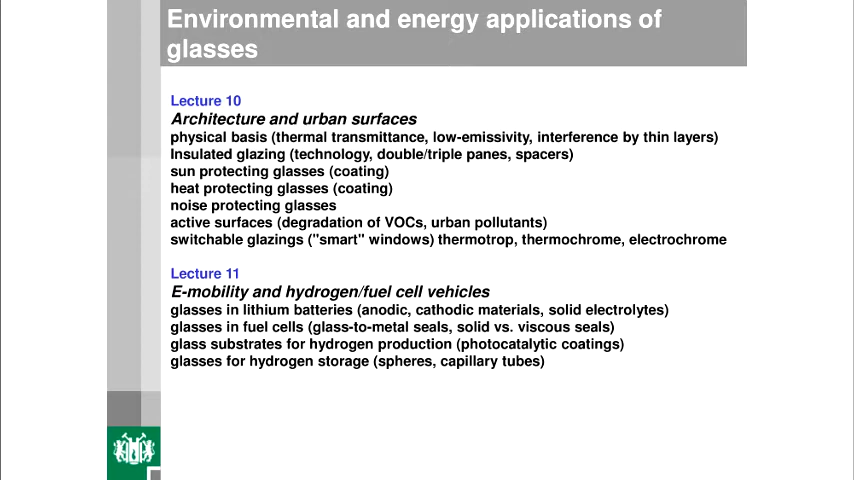 Environmental and energy applications of
glasses
Lecture 10
Architecture and urban surfaces
physical basis (thermal transmittance, low-emissivity, interference by thin layers)
Insulated glazing (technology, double/triple panes, spacers)
sun protecting glasses (coating)
heat protecting glasses (coating)
noise protecting glasses
active surfaces (degradation of VOCs, urban pollutants)
switchable glazings ("smart" windows) thermotrop, thermochrome, electrochrome
Lecture 11
E-mobility and hydrogen/fuel cell vehicles
glasses in lithium batteries (anodic, cathodic materials, solid electrolytes)
glasses in fuel cells (glass-to-metal seals, solid vs. viscous seals)
glass substrates for hydrogen production (photocatalytic coatings)
glasses for hydrogen storage (spheres, capillary tubes)